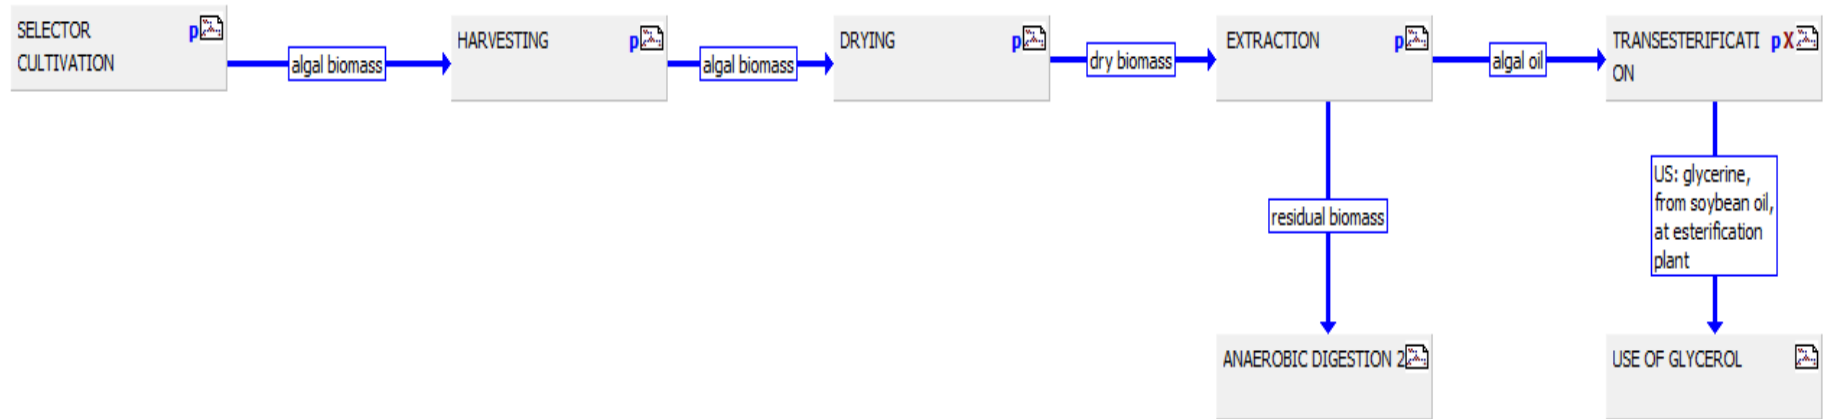 SELECTOR
CULTIVATION
p
algal biomass
HARVESTING
p
algal biomass
DRYING
p
dry biomass
EXTRACTION
p
algal oil
TRANSESTERIFICATI
ON
pX
residual biomass
US: glycerine,
from soybean oil,
at esterification
plant
ANAEROBIC DIGESTION 2
USE OF GLYCEROL